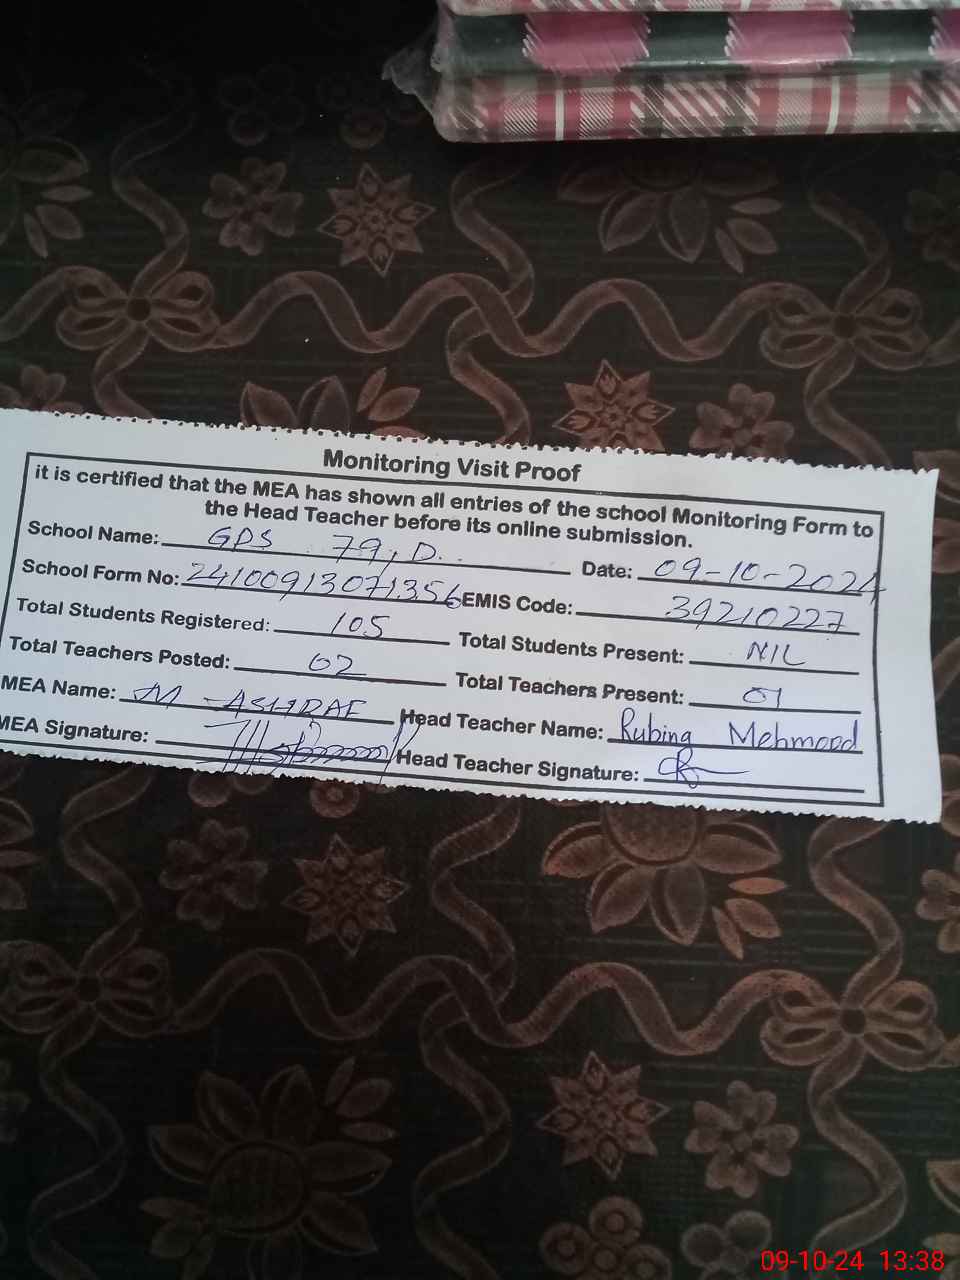 Monitoring Visit Proof
it is certified that the MEA has shown all entries of the school Monitoring Form to
the Head Teacher before its online submission.
School Name: GPS 79, D. Date: 09-10-2024
School Form No: 24100913071356 EMIS Code: 39210227
Total Students Registered: 105 Total Students Present: NIL
Total Teachers Posted: 02 Total Teachers Present: 01
MEA Name: M-ASHRAF Head Teacher Name: Rubina Mehmood
MEA Signature: Head Teacher Signature:
09-10-24 13:38